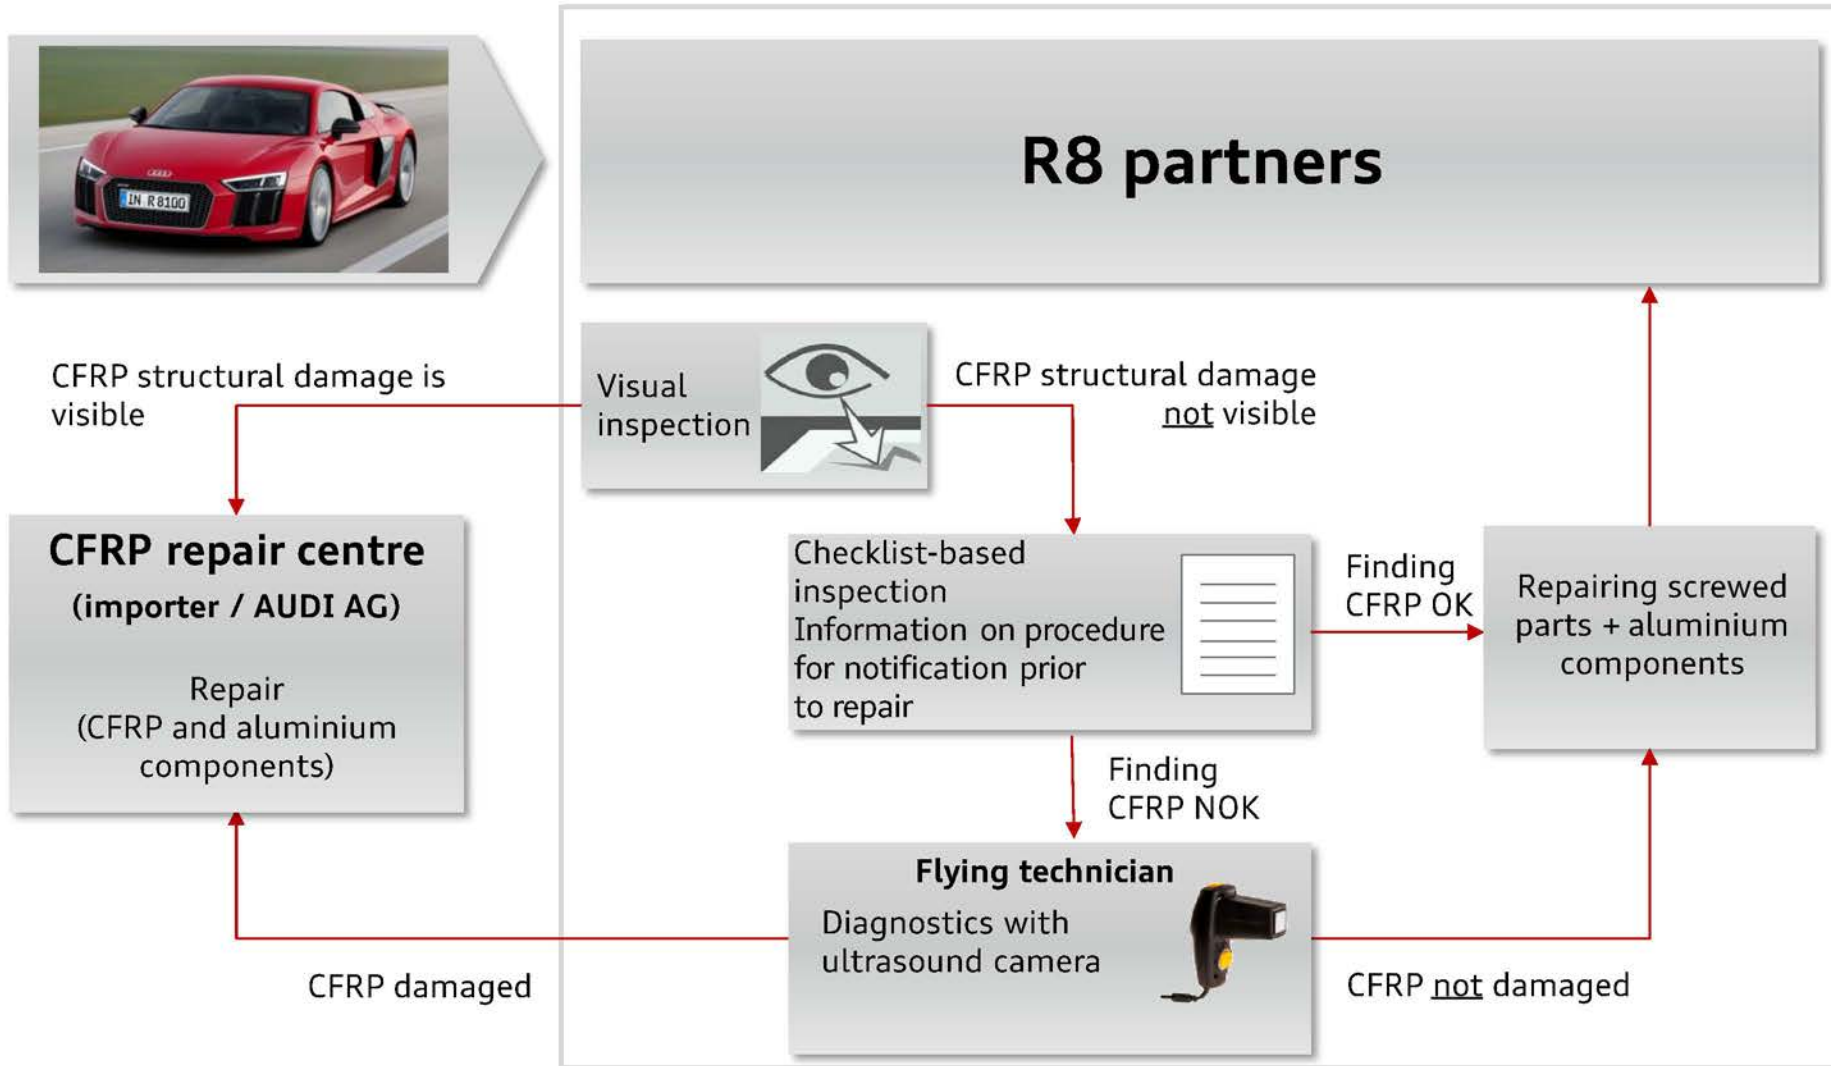 IN R 8100
R8 partners
CFRP structural damage is
visible
Visual
inspection
CFRP structural damage
not visible
CFRP repair centre
(importer / AUDI AG)
Repair
(CFRP and aluminium
components)
Checklist-based
inspection
Information on procedure
for notification prior
to repair
Finding
CFRP OK
Repairing screwed
parts + aluminium
components
Finding
CFRP NOK
Flying technician
Diagnostics with
ultrasound camera
CFRP damaged
CFRP not damaged